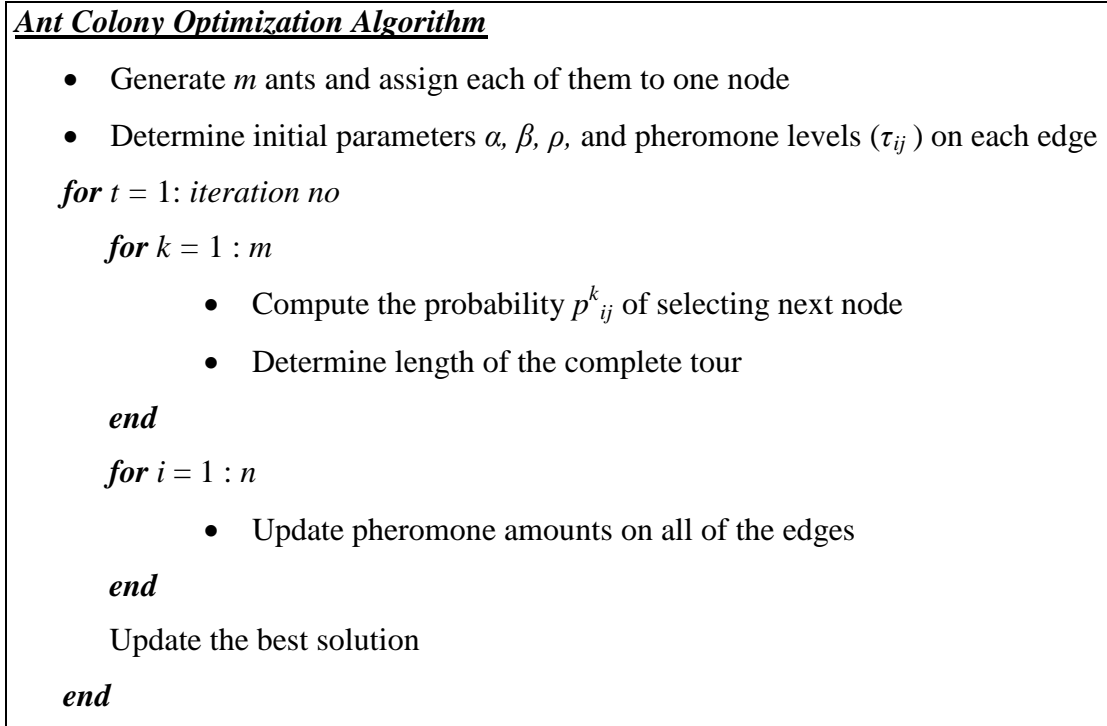 Ant Colony Optimization Algorithm
• Generate m ants and assign each of them to one node
• Determine initial parameters α, β, ρ, and pheromone levels (τij ) on each edge
for t = 1: iteration no
for k = 1 : m
• Compute the probability p^k_ij of selecting next node
• Determine length of the complete tour
end
for i = 1 : n
• Update pheromone amounts on all of the edges
end
Update the best solution
end